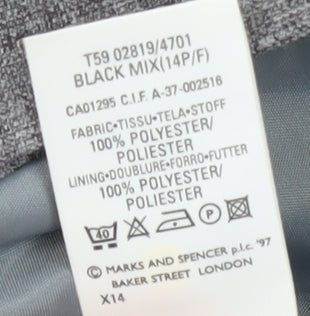 T59 02819/4701
BLACK MIX(14P/F)
CA01295 C.I.F. A-37-002516
FABRIC•TISSU•TELA•STOFF
100% POLYESTER/
POLIESTER
LINING•DOUBLURE•FORRO•FUTTER
100% POLYESTER/
POLIESTER
40 P
© MARKS AND SPENCER p.l.c. '97
BAKER STREET LONDON
X14